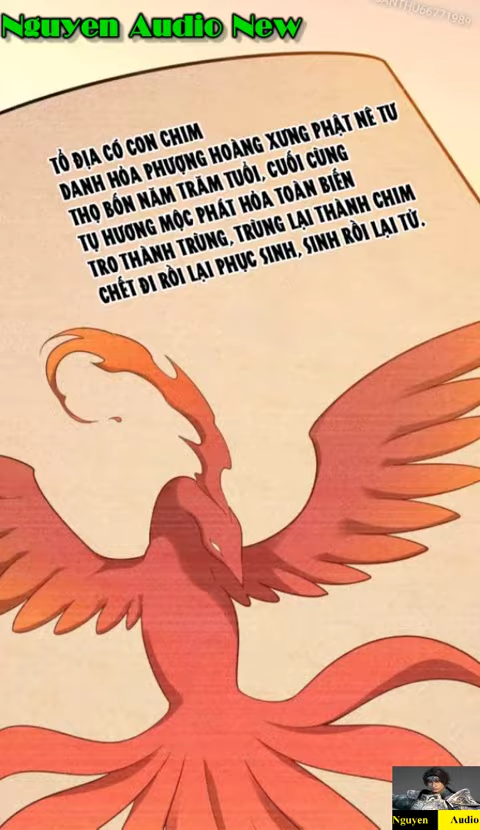 Nguyen Audio New
TỔ ĐỊA CÓ CON CHIM
DANH HỎA PHƯỢNG HOÀNG XƯNG PHẬT NÊ TƯ
THỌ BỐN NĂM TRĂM TUỔI, CUỐI CÙNG
TỤ HƯƠNG MỘC PHÁT HỎA TOÀN BIẾN
TRO THÀNH TRÙNG, TRÙNG LẠI THÀNH CHIM
CHẾT ĐI RỒI LẠI PHỤC SINH, SINH RỒI LẠI TỬ.
Nguyen Audio